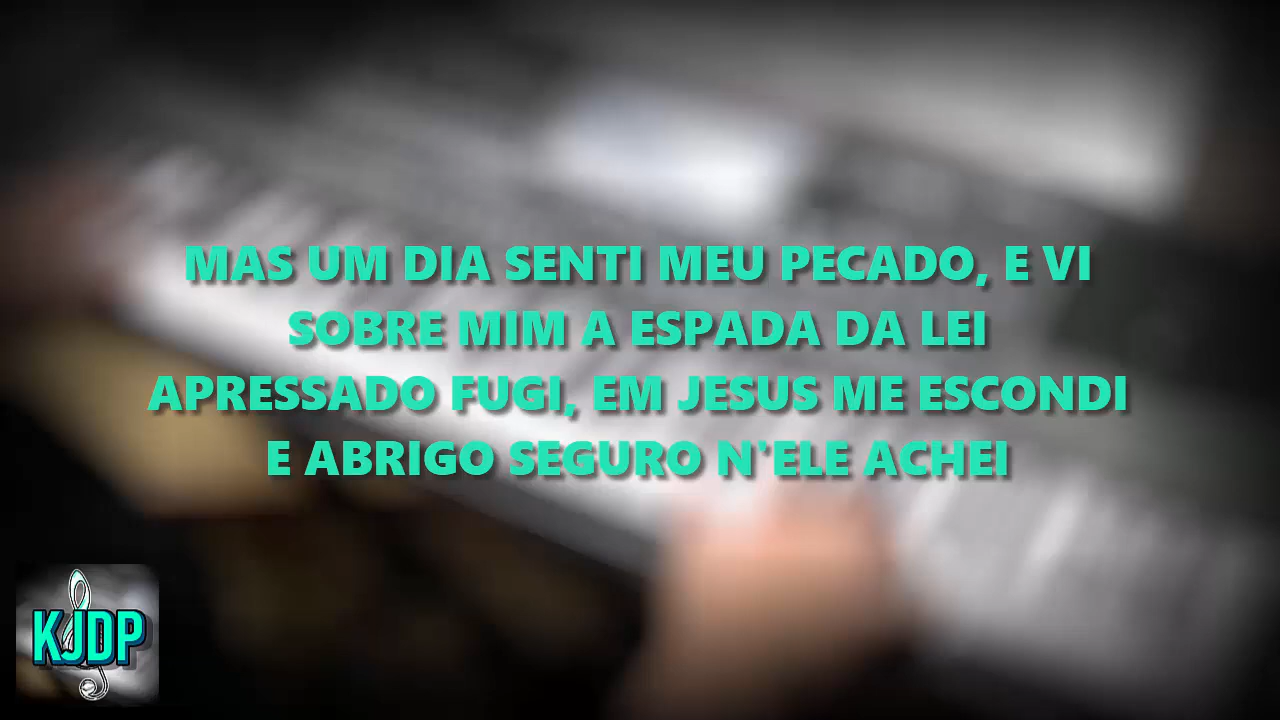 MAS UM DIA SENTI MEU PECADO, E VI
SOBRE MIM A ESPADA DA LEI
APRESSADO FUGI, EM JESUS ME ESCONDI
E ABRIGO SEGURO N'ELE ACHEI
KJDP